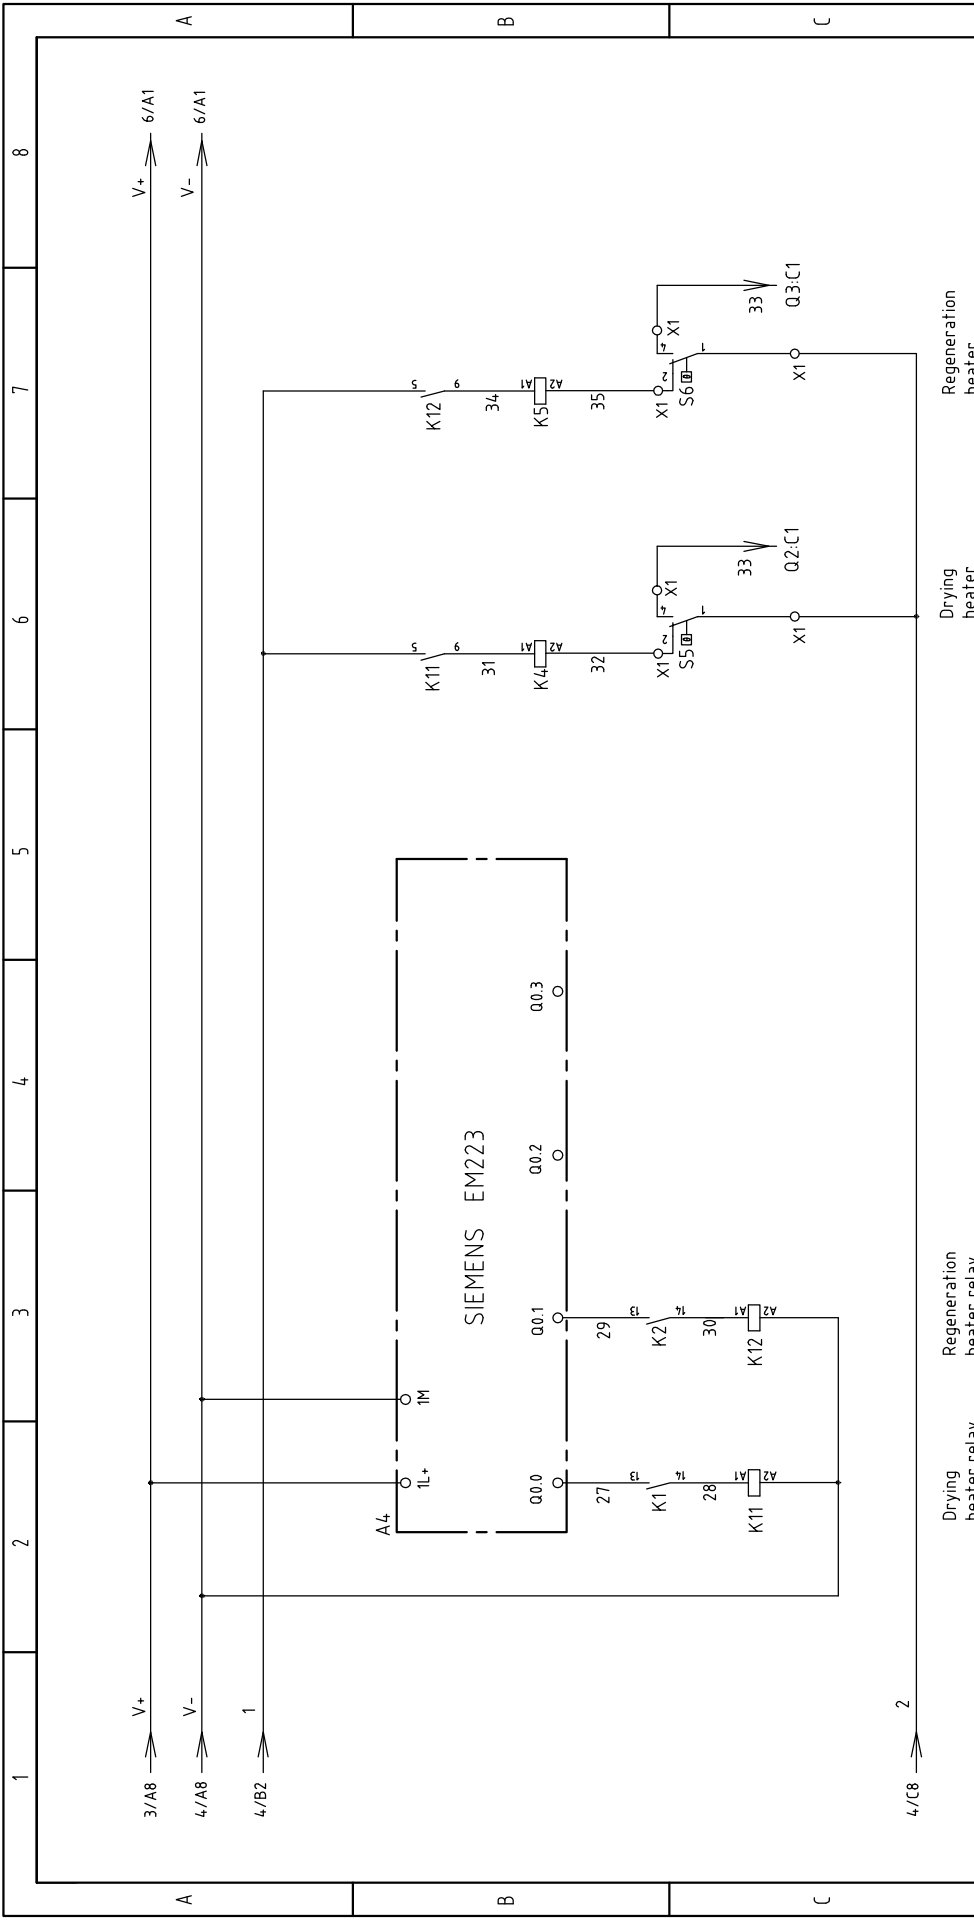 1 2 3 4 5 6 7 8
A A
3/A8 V+ V+ 6/A1
4/A8 V- V- 6/A1
4/B2 1
B B
A4
1L+ 1M
SIEMENS EM223
Q0.0 Q0.1 Q0.2 Q0.3
5 5
K11 K12
9 9
31 34
A1 A1
K4 K5
A2 A2
27 29 32 35
13 13
K1 K2
14 14
X1 2 4 X1 X1 2 4 X1
S5 θ 1 S6 θ 1
C C
28 30
A1 A1
K11 K12
A2 A2
33 33
Q2:C1 Q3:C1
X1 X1
4/C8 2
Drying Regeneration Drying Regeneration
heater relay heater relay heater heater